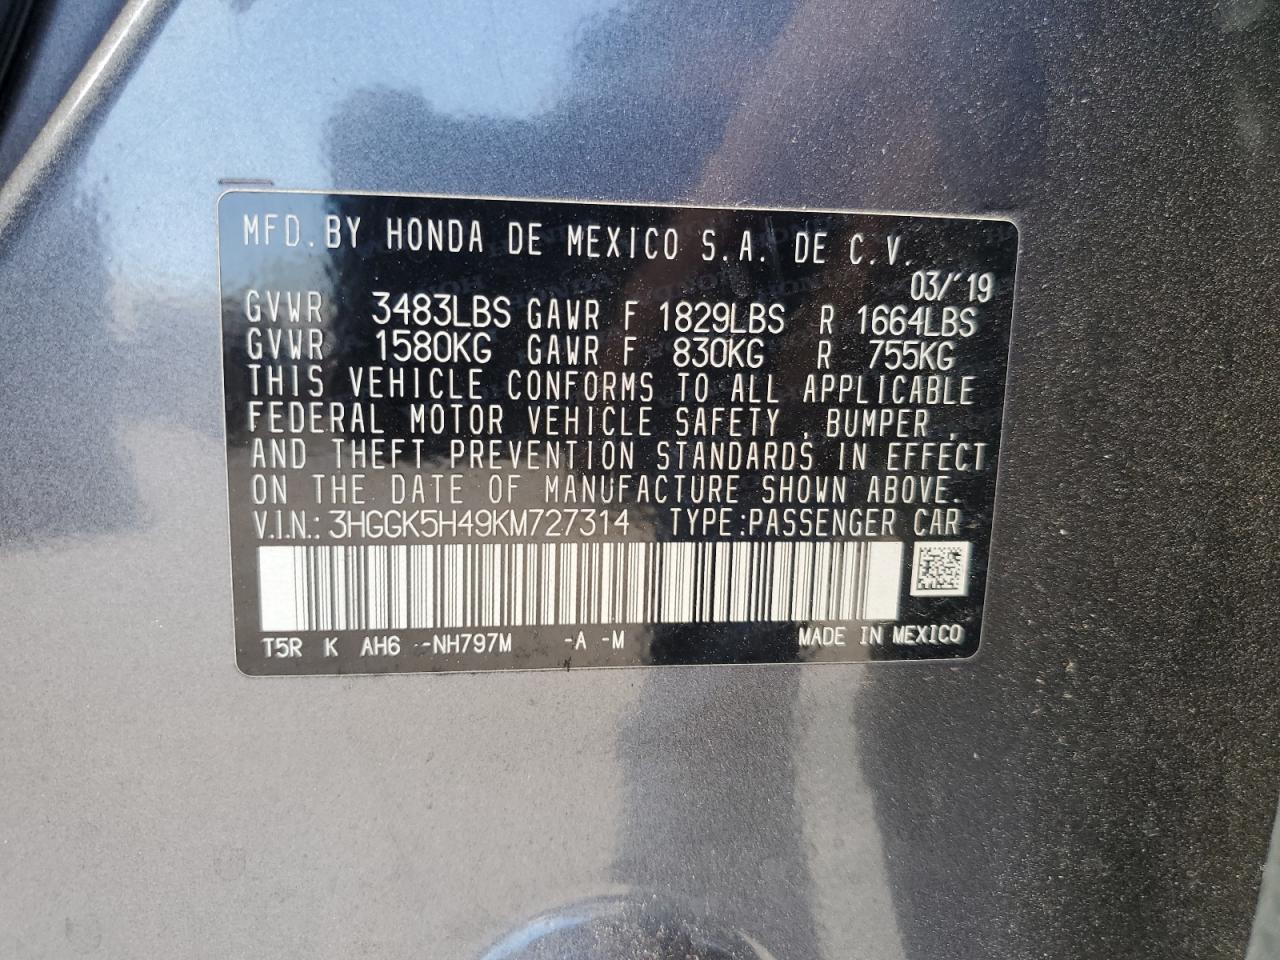 MFD. BY HONDA DE MEXICO S.A. DE C.V.
03/'19
GVWR 3483LBS GAWR F 1829LBS R 1664LBS
GVWR 1580KG GAWR F 830KG R 755KG
THIS VEHICLE CONFORMS TO ALL APPLICABLE
FEDERAL MOTOR VEHICLE SAFETY, BUMPER,
AND THEFT PREVENTION STANDARDS IN EFFECT
ON THE DATE OF MANUFACTURE SHOWN ABOVE.
V.I.N.: 3HGGK5H49KM727314 TYPE:PASSENGER CAR
T5R K AH6 --NH797M -A -M MADE IN MEXICO